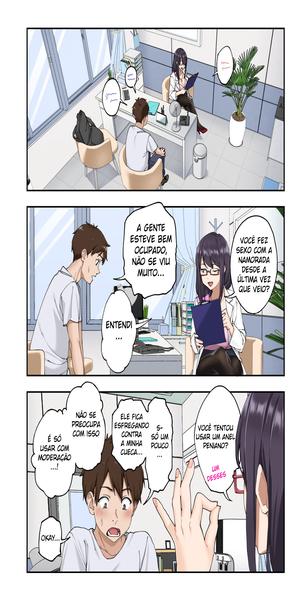 VOCÊ FEZ
SEXO COM A
NAMORADA
DESDE A
ÚLTIMA VEZ
QUE VEIO?
A GENTE
ESTEVE BEM
OCUPADO,
NÃO SE VIU
MUITO...
ENTENDI
...
VOCÊ TENTOU
USAR UM ANEL
PENIANO?
UM
DESSES
S-
SÓ UM
POUCO
...
ELE FICA
ESFREGANDO
CONTRA
A MINHA
CUECA...
NÃO SE
PREOCUPA
COM ISSO
É SÓ
USAR COM
MODERAÇÃO
...!
OKAY...